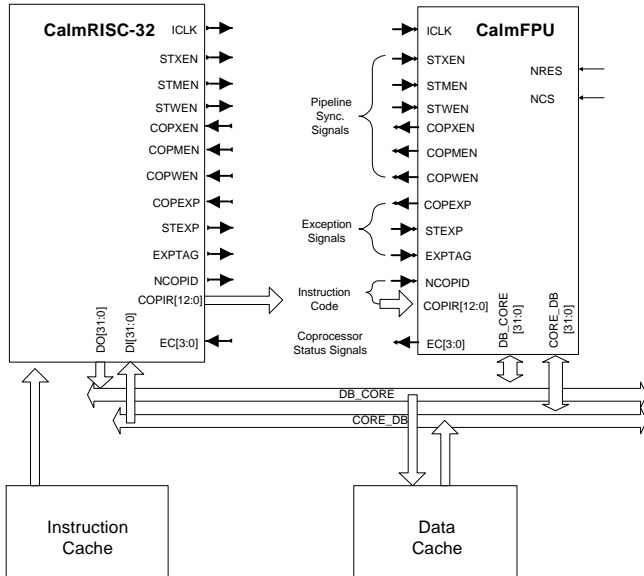 CalmRISC-32
ICLK
STXEN
STMEN
STWEN
COPXEN
COPMEN
COPWEN
COPEXP
STEXP
EXPTAG
NCOPID
COPIR[12:0]
EC[3:0]
DO[31:0]
DI[31:0]
Pipeline
Sync.
Signals
Exception
Signals
Instruction
Code
Coprocessor
Status Signals
CalmFPU
ICLK
STXEN
STMEN
STWEN
COPXEN
COPMEN
COPWEN
COPEXP
STEXP
EXPTAG
NCOPID
COPIR[12:0]
EC[3:0]
NRES
NCS
DB_CORE
[31:0]
CORE_DB
[31:0]
DB_CORE
CORE_DB
Instruction
Cache
Data
Cache